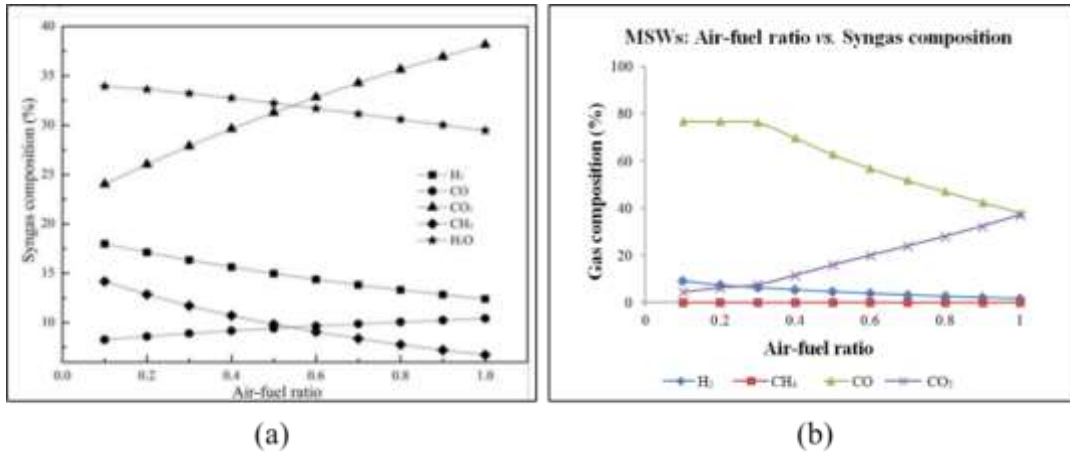 40
35
30
25
20
15
10
Syngas composition (%)
H₂
CO
CO₂
CH₄
H₂O
0.0 0.2 0.4 0.6 0.8 1.0
Air-fuel ratio
(a)
MSWs: Air-fuel ratio vs. Syngas composition
100
80
60
40
20
0
Gas composition (%)
0 0.2 0.4 0.6 0.8 1
Air-fuel ratio
H₂ CH₄ CO CO₂
(b)